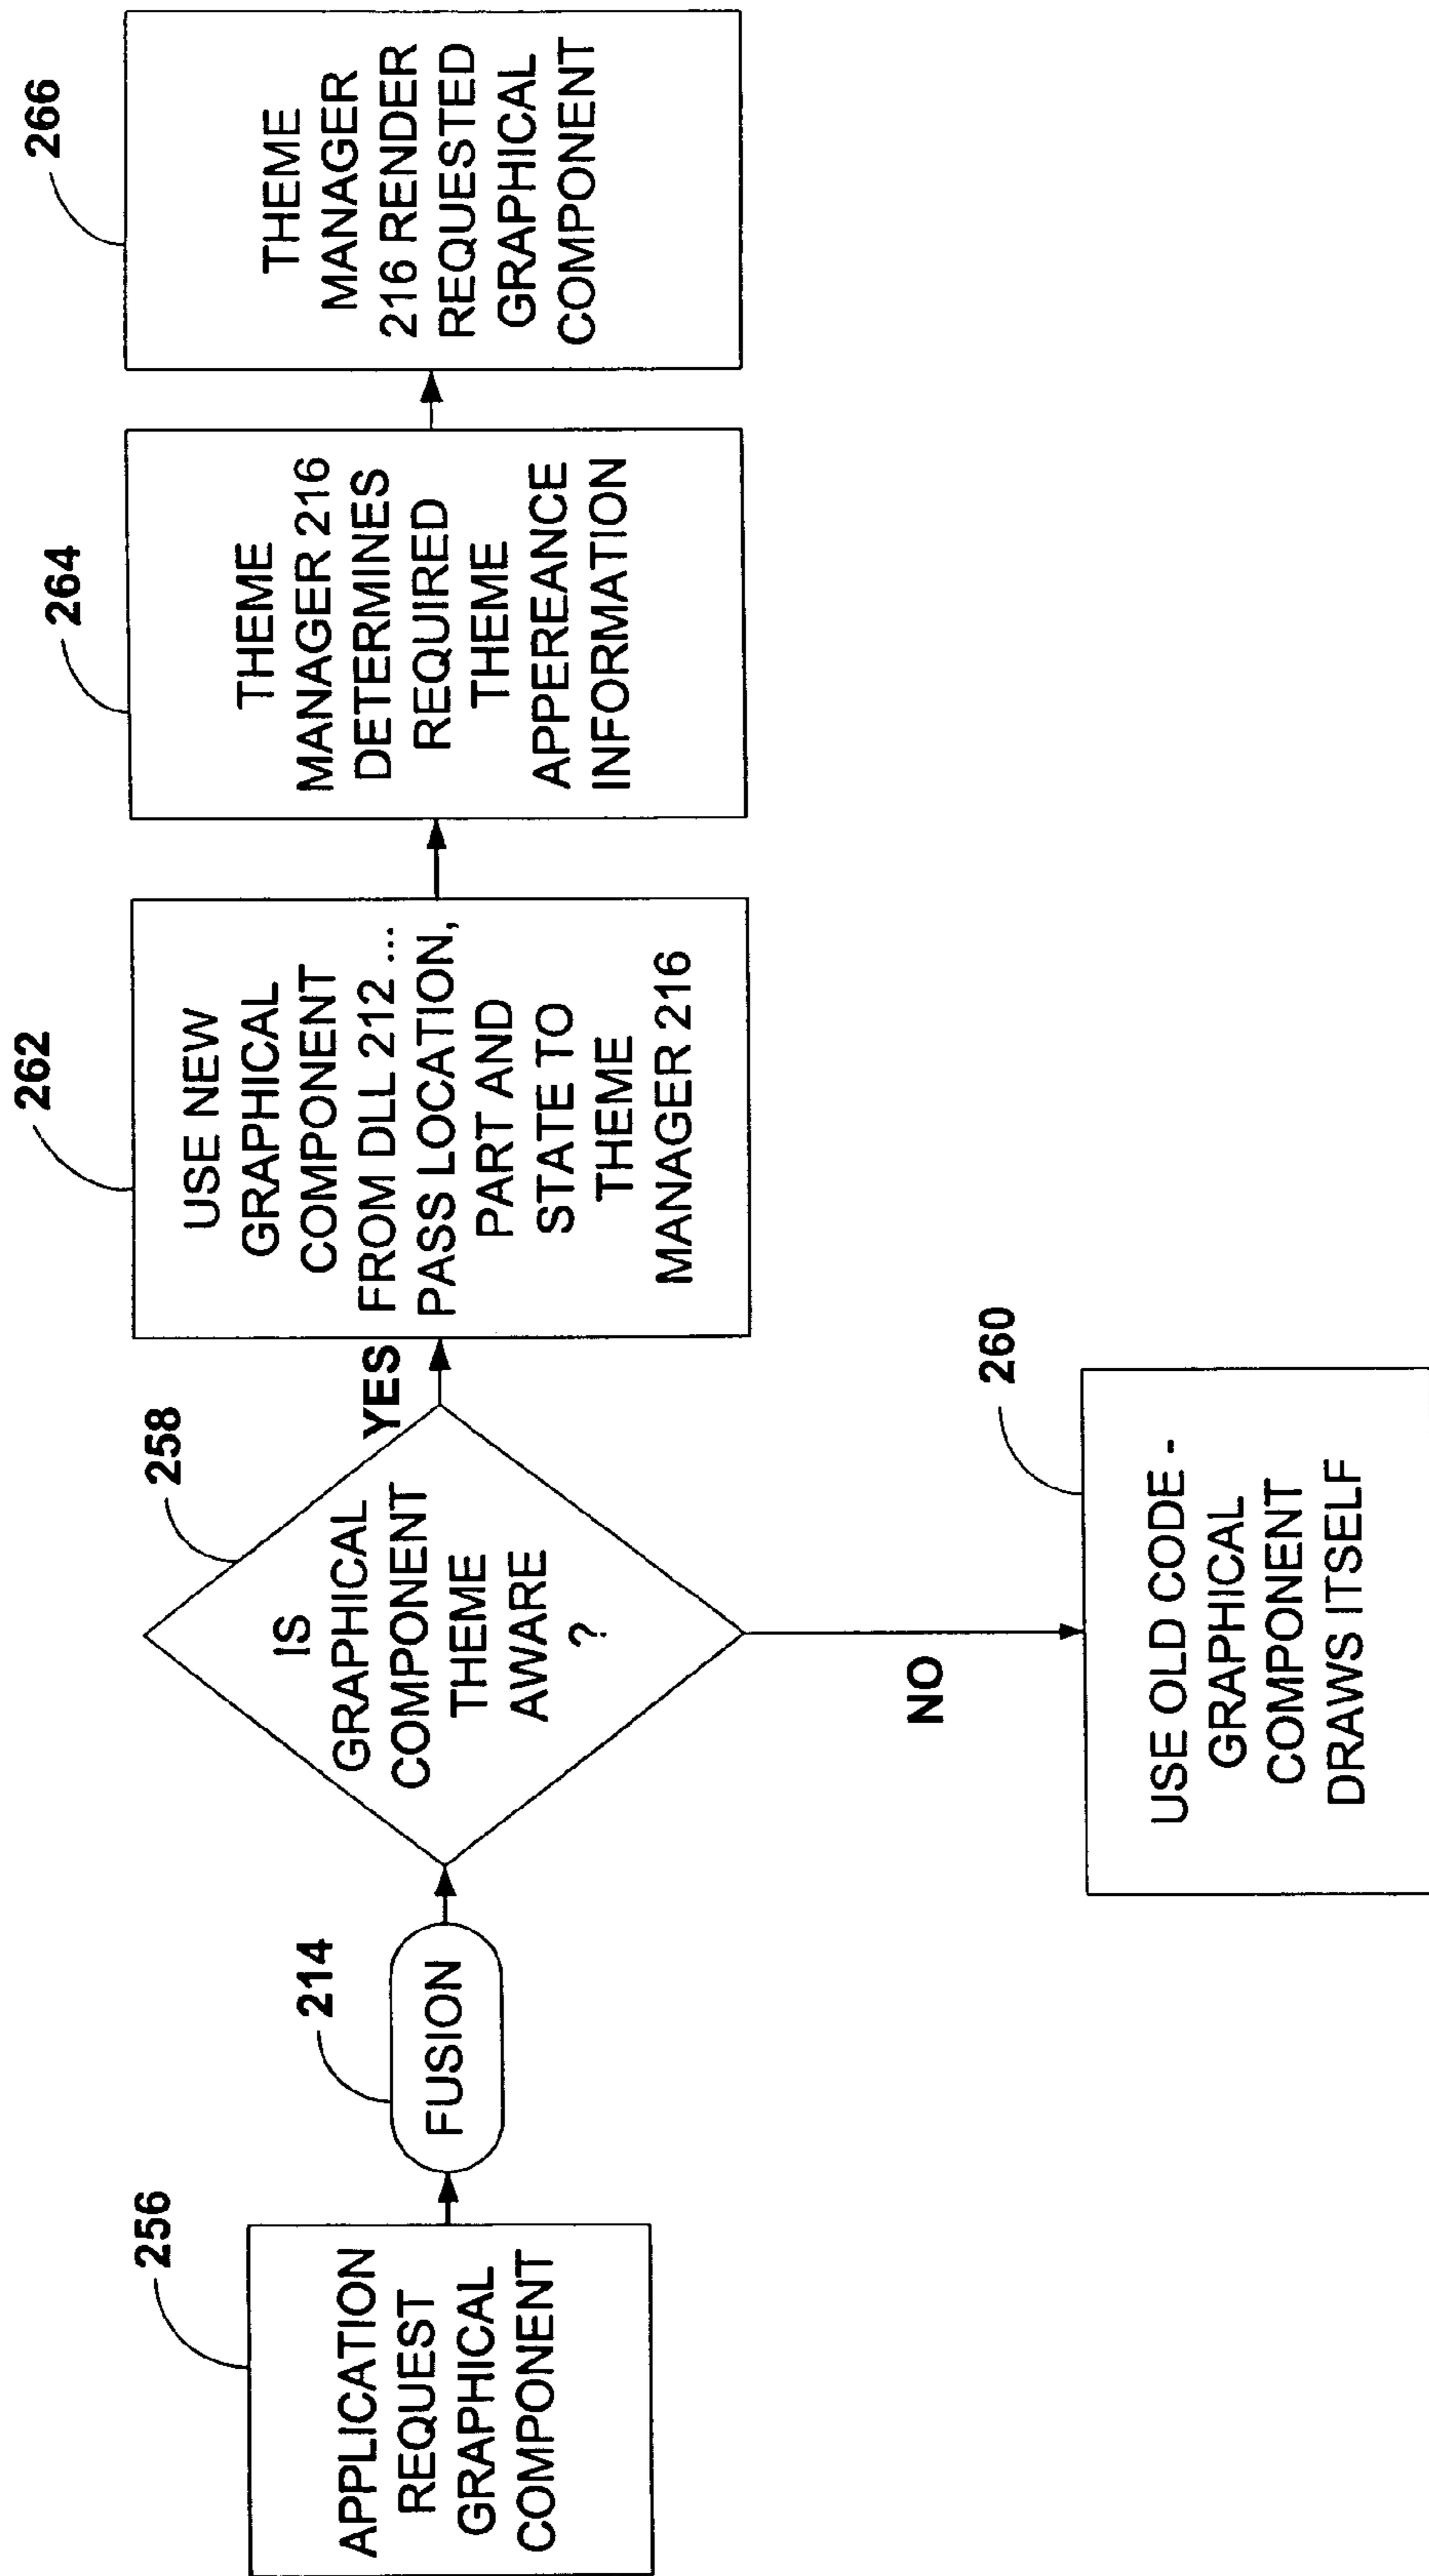 256
APPLICATION
REQUEST
GRAPHICAL
COMPONENT
214
FUSION
258
IS
GRAPHICAL
COMPONENT
THEME
AWARE
?
YES
262
USE NEW
GRAPHICAL
COMPONENT
FROM DLL 212 ...
PASS LOCATION,
PART AND
STATE TO
THEME
MANAGER 216
264
THEME
MANAGER 216
DETERMINES
REQUIRED
THEME
APPEREANCE
INFORMATION
266
THEME
MANAGER
216 RENDER
REQUESTED
GRAPHICAL
COMPONENT
NO
260
USE OLD CODE -
GRAPHICAL
COMPONENT
DRAWS ITSELF